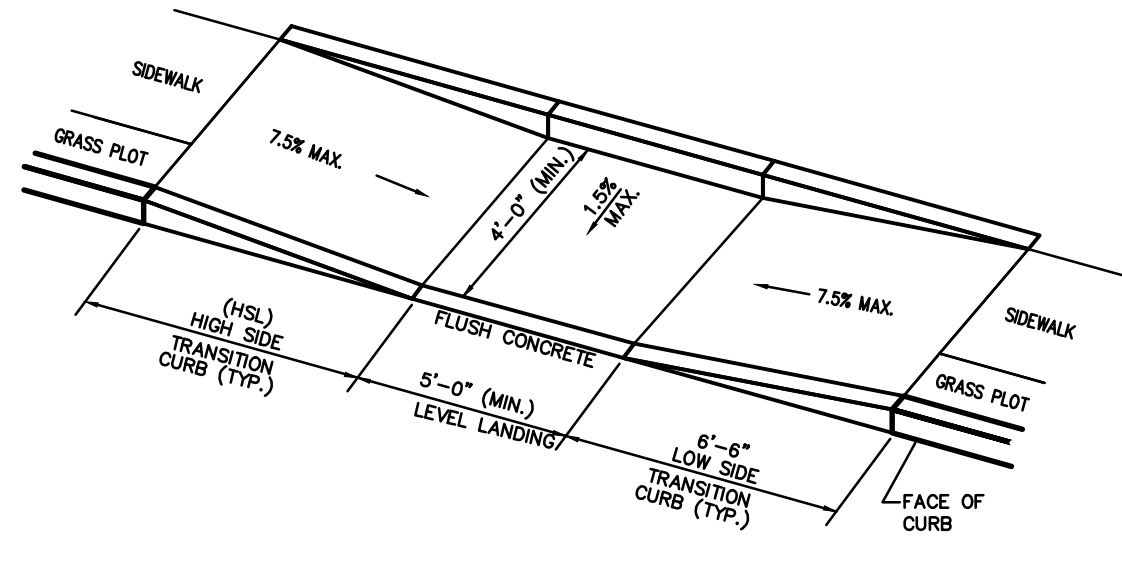 SIDEWALK
GRASS PLOT
7.5% MAX.
4'-0" (MIN.)
1.5%
MAX.
7.5% MAX.
SIDEWALK
GRASS PLOT
(HSL)
HIGH SIDE
TRANSITION
CURB (TYP.)
FLUSH CONCRETE
5'-0" (MIN.)
LEVEL LANDING
6'-6"
LOW SIDE
TRANSITION
CURB (TYP.)
FACE OF
CURB